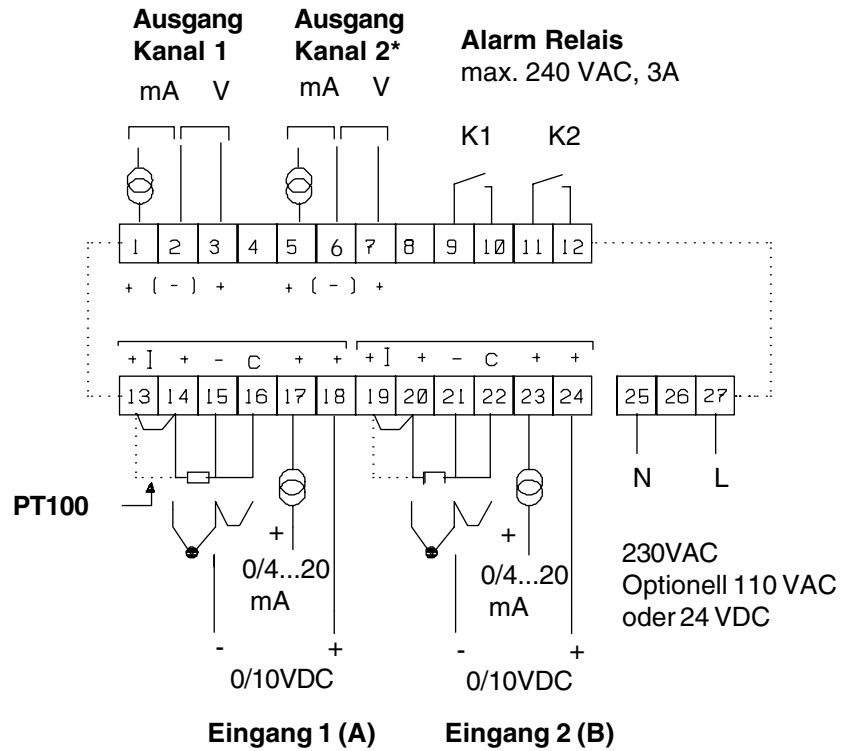 Ausgang Kanal 1
Ausgang Kanal 2*
Alarm Relais
max. 240 VAC, 3A
mA V
mA V
K1 K2
1 2 3 4 5 6 7 8 9 10 11 12
+ ( - ) + + ( - ) +
+ I + - C + + + I + - C + +
13 14 15 16 17 18 19 20 21 22 23 24 25 26 27
N L
PT100
+ +
0/4...20 mA
0/4...20 mA
230VAC
Optionell 110 VAC
oder 24 VDC
- + - +
0/10VDC 0/10VDC
Eingang 1 (A) Eingang 2 (B)